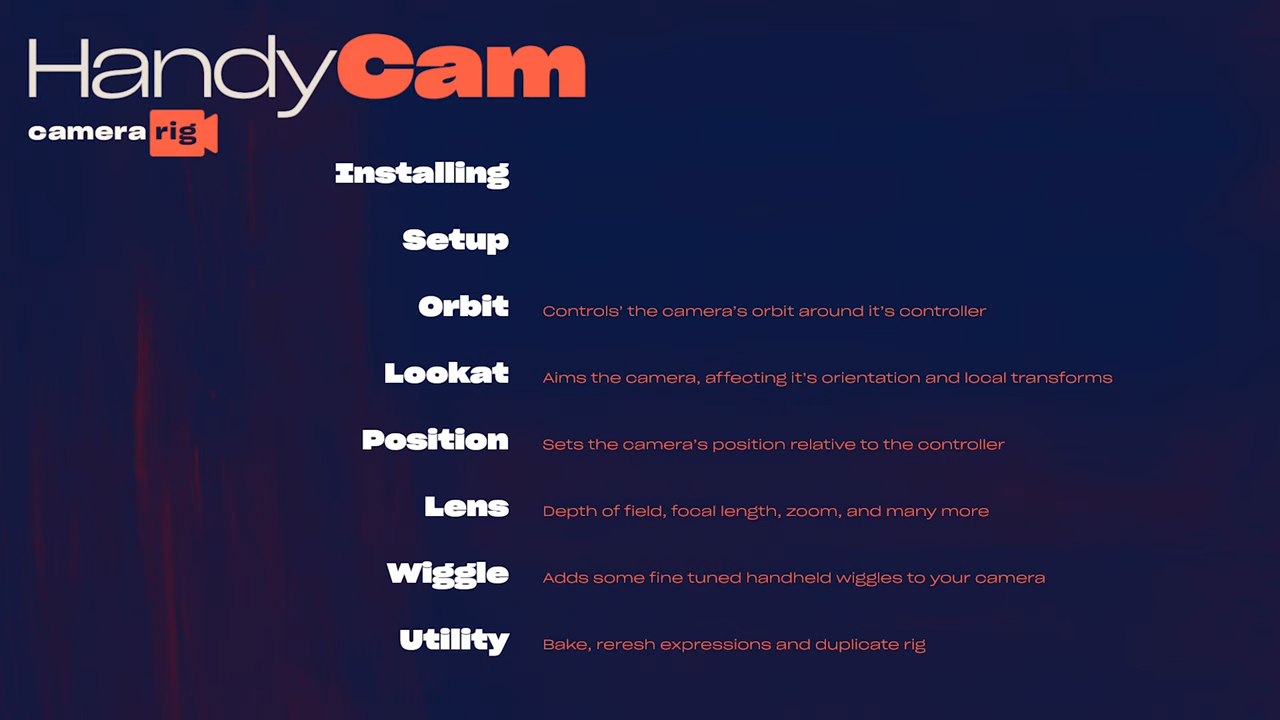 HandyCam
camera rig
Installing
Setup
Orbit Controls' the camera's orbit around it's controller
Lookat Aims the camera, affecting it's orientation and local transforms
Position Sets the camera's position relative to the controller
Lens Depth of field, focal length, zoom, and many more
Wiggle Adds some fine tuned handheld wiggles to your camera
Utility Bake, reresh expressions and duplicate rig